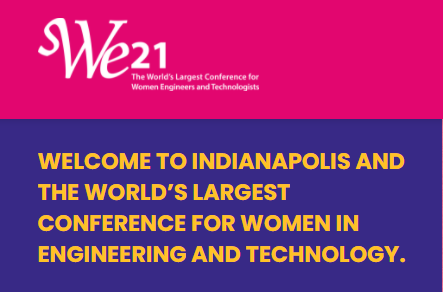 SWe21
The World's Largest Conference for
Women Engineers and Technologists
WELCOME TO INDIANAPOLIS AND
THE WORLD'S LARGEST
CONFERENCE FOR WOMEN IN
ENGINEERING AND TECHNOLOGY.